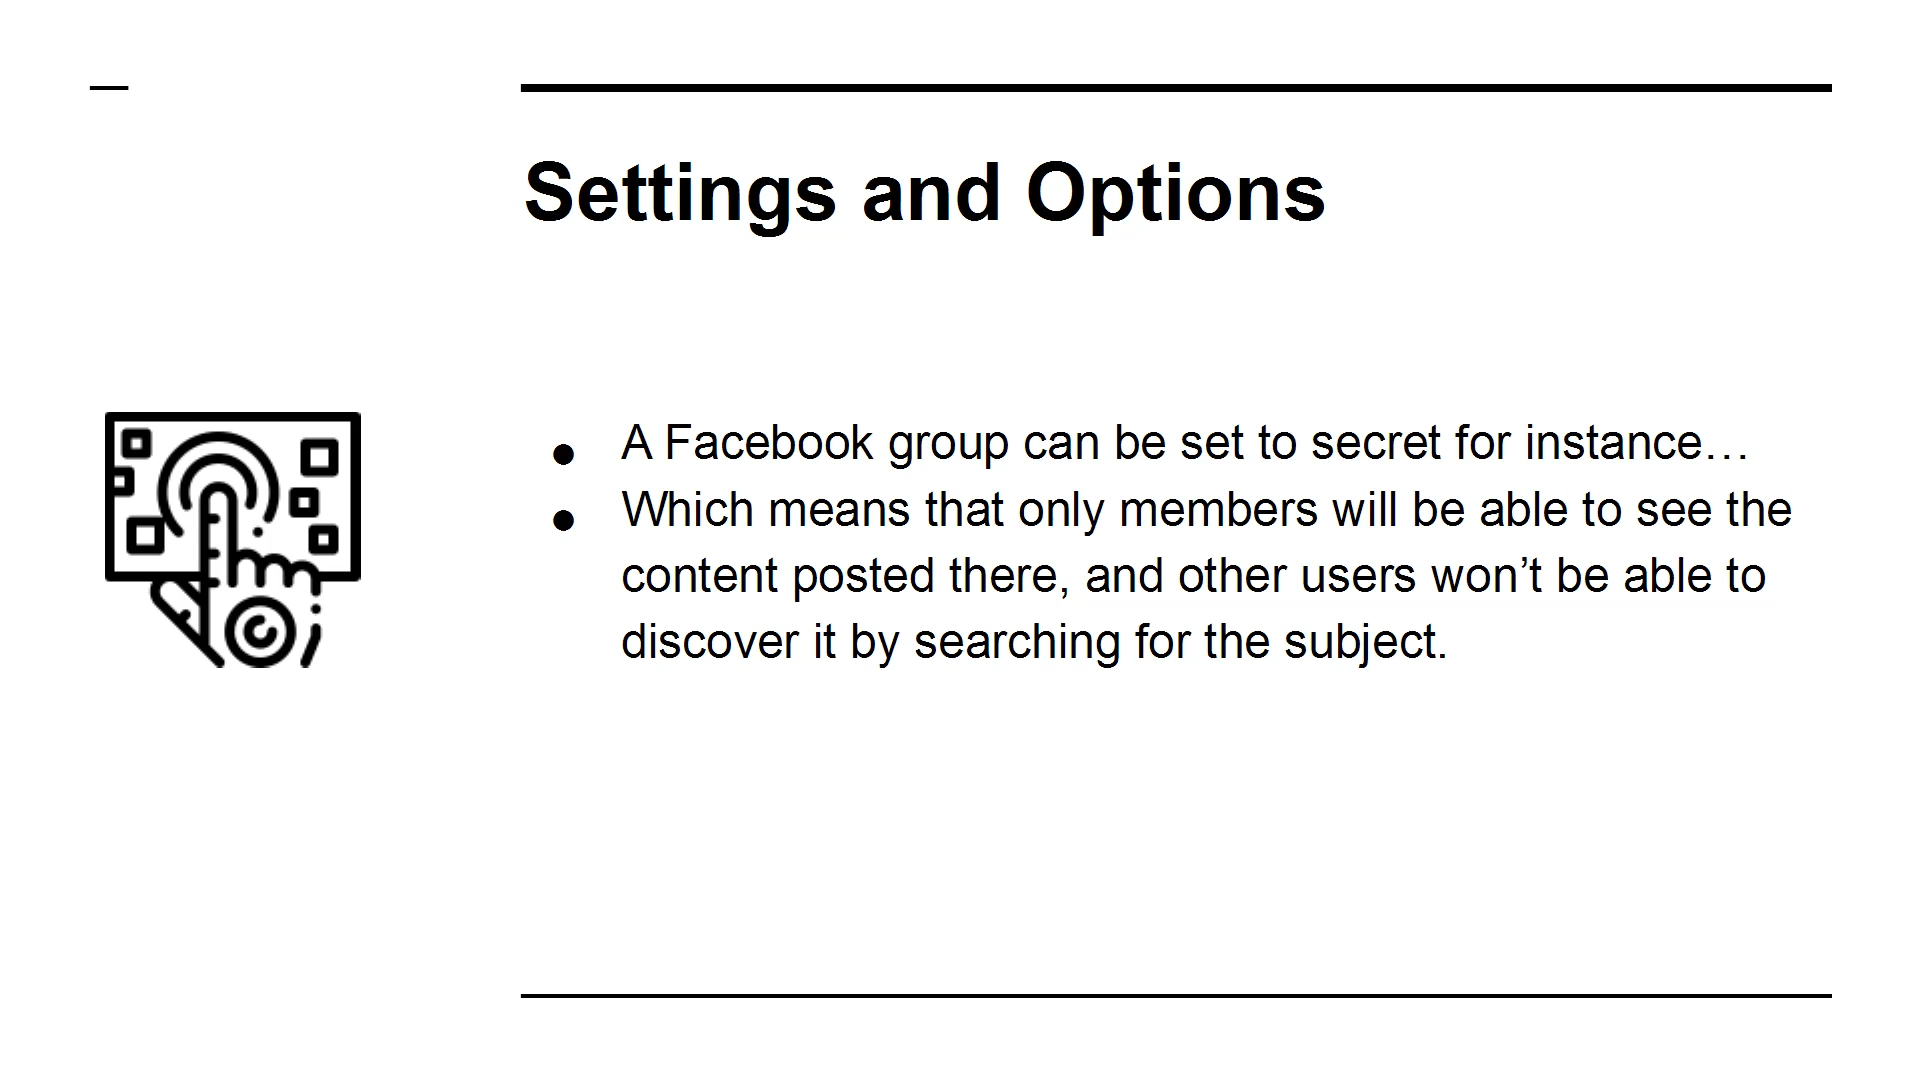 Settings and Options
● A Facebook group can be set to secret for instance…
● Which means that only members will be able to see the
content posted there, and other users won’t be able to
discover it by searching for the subject.